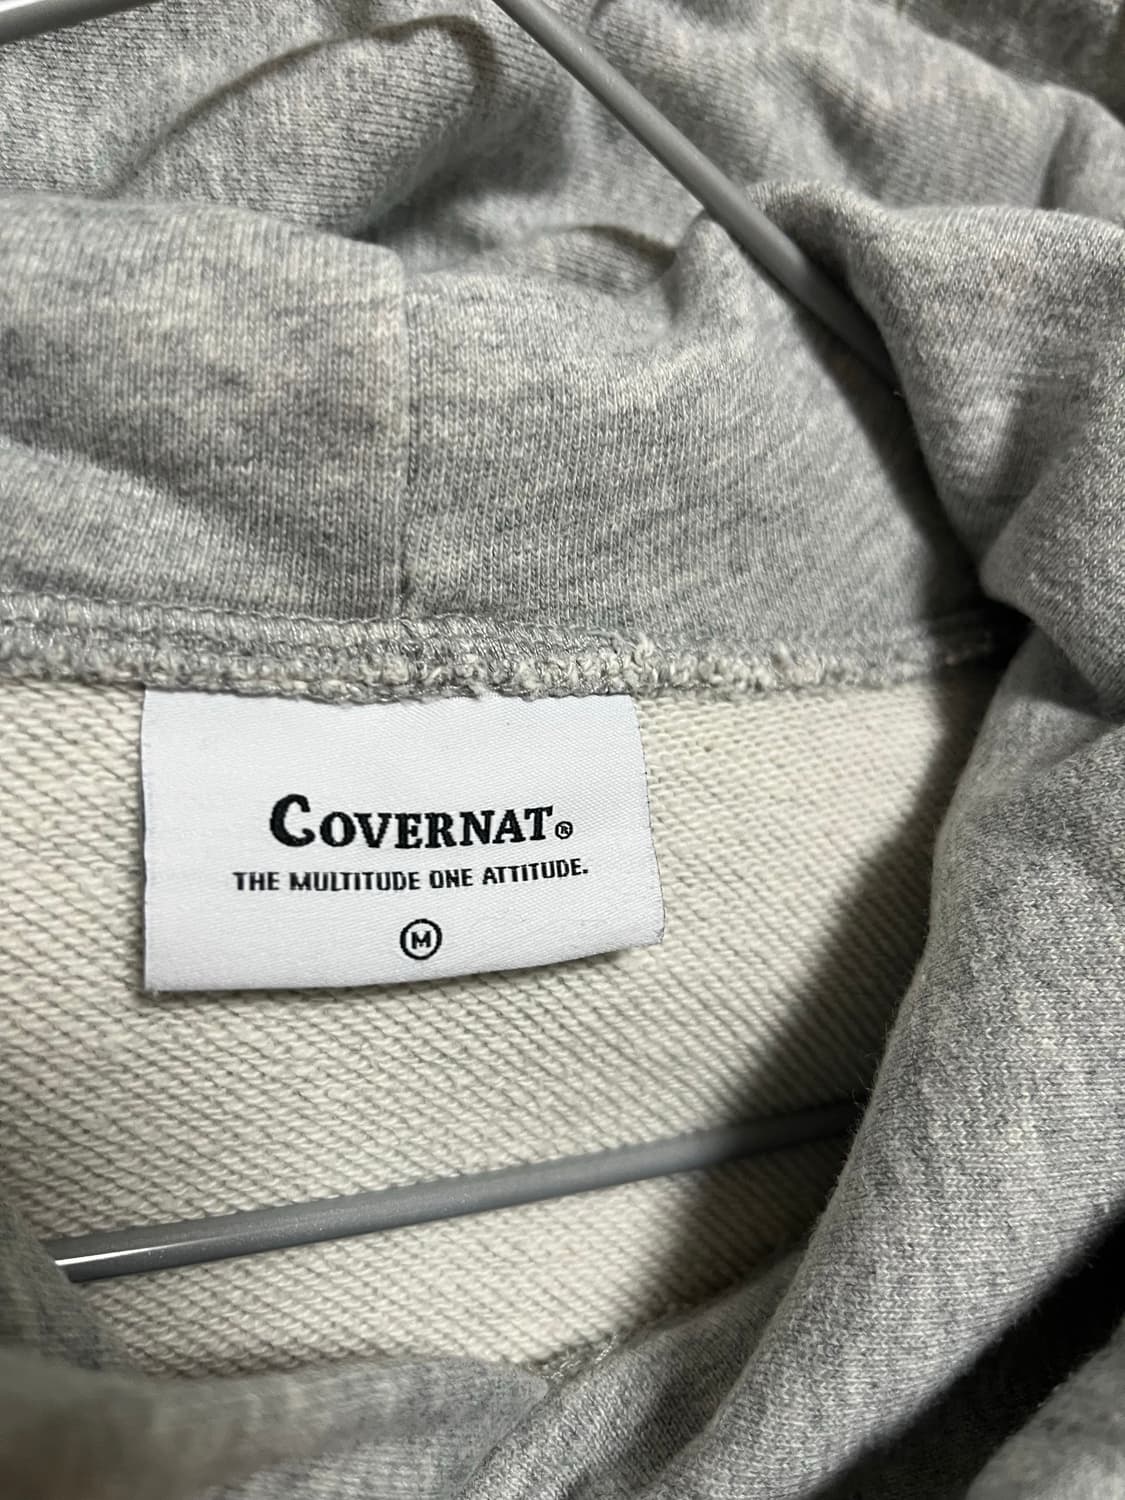 COVERNAT®
THE MULTITUDE ONE ATTITUDE.
M